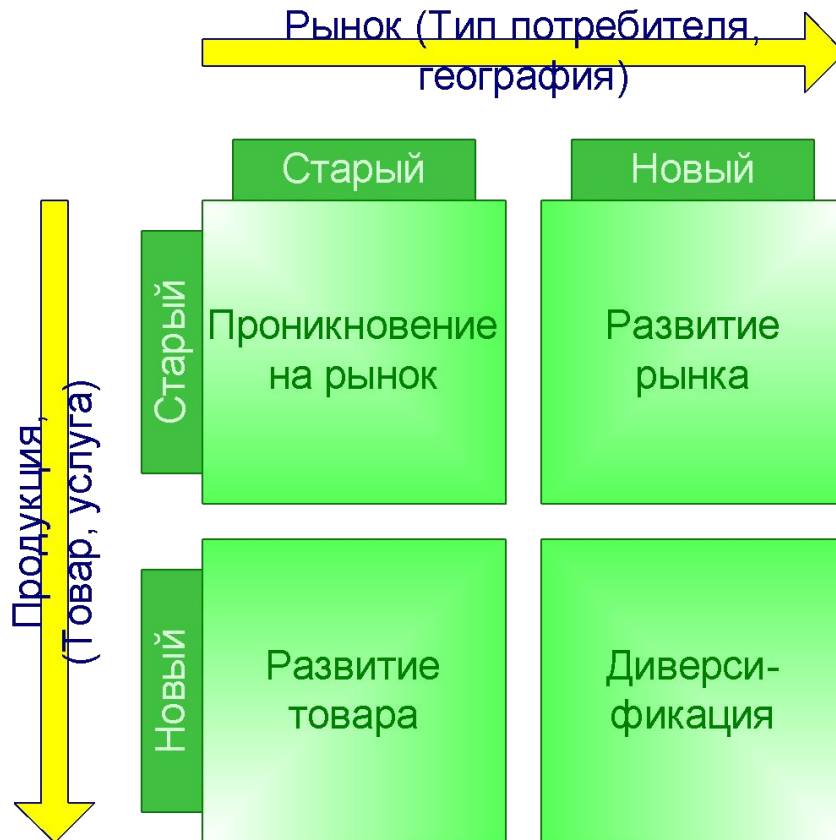 Рынок (Тип потребителя,
география)
Старый
Новый
Продукция,
(Товар, услуга)
Старый
Проникновение
на рынок
Развитие
рынка
Новый
Развитие
товара
Диверси-
фикация